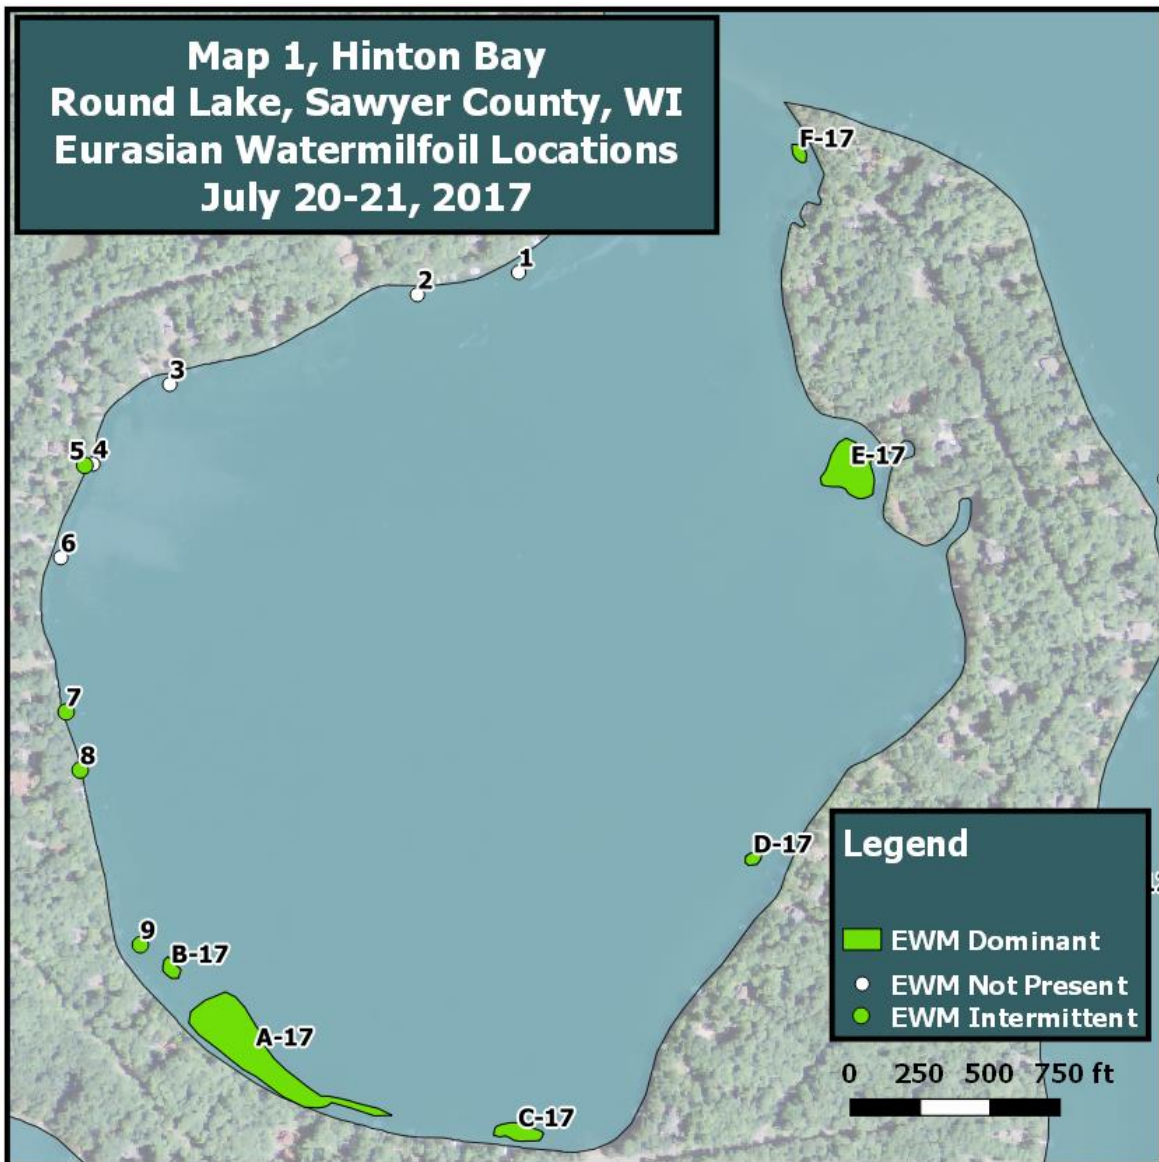 Map 1, Hinton Bay
Round Lake, Sawyer County, WI
Eurasian Watermilfoil Locations
July 20-21, 2017
F-17
1
2
3
5 4
E-17
6
7
8
D-17
9
B-17
A-17
C-17
Legend
EWM Dominant
EWM Not Present
EWM Intermittent
0 250 500 750 ft